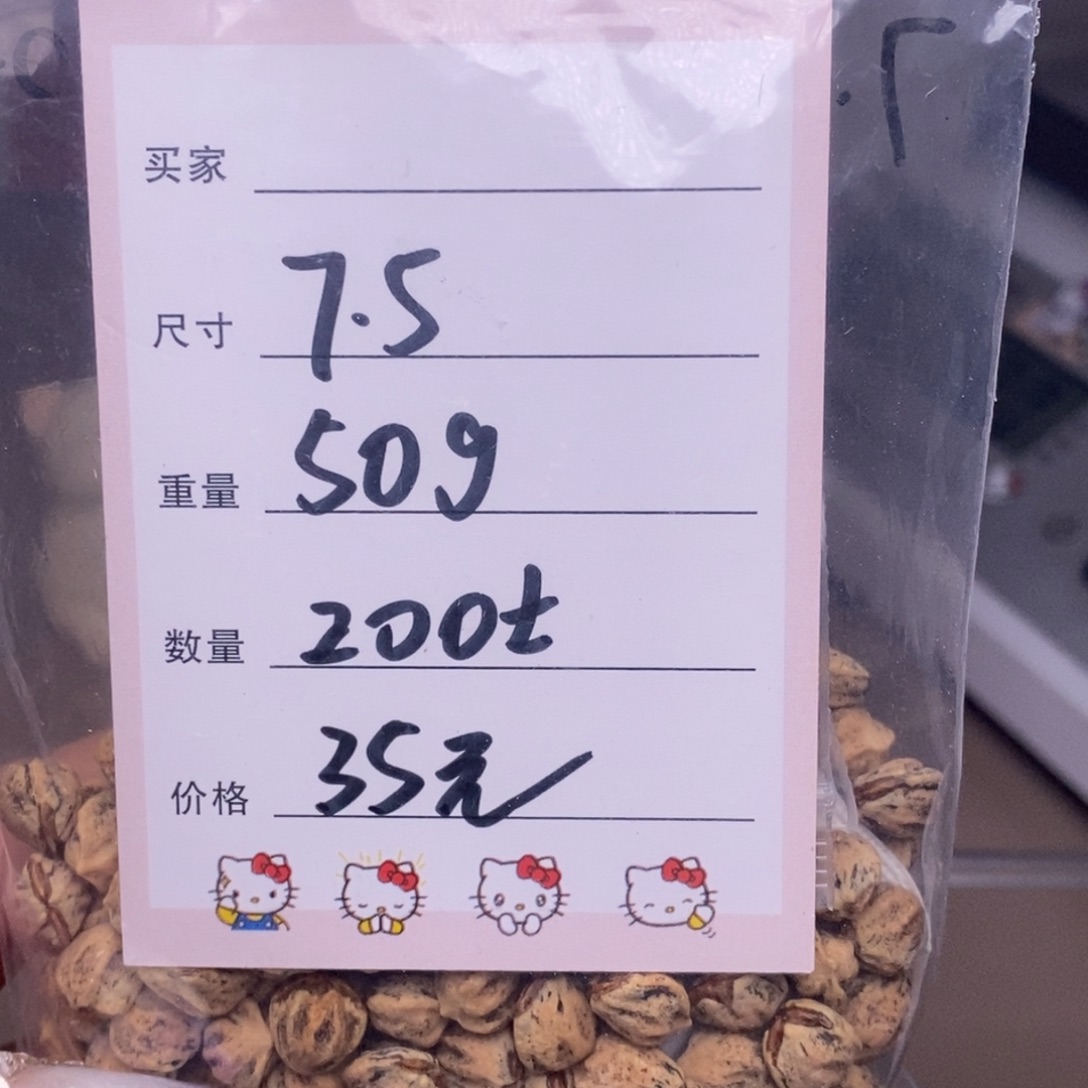 买家
尺寸 7.5
重量 50g
数量 200±
价格 35元